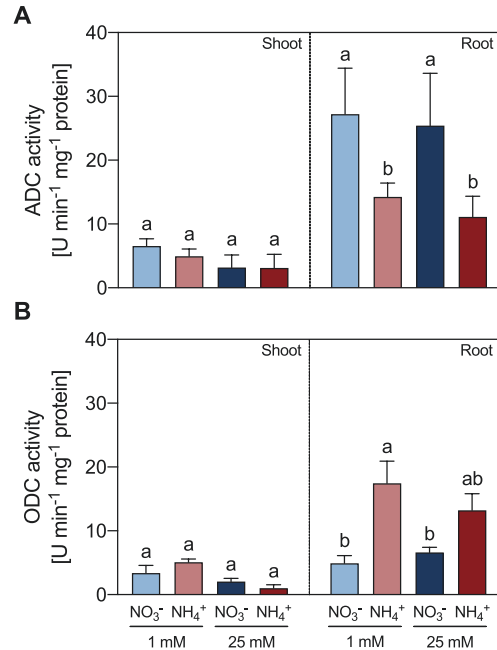 A
ADC activity
[U min⁻¹ mg⁻¹ protein]
40
30
20
10
0
Shoot
Root
a
a
a
a
a
b
a
b
B
ODC activity
[U min⁻¹ mg⁻¹ protein]
40
30
20
10
0
Shoot
Root
a
a
a
a
b
a
b
ab
NO₃⁻ NH₄⁺ NO₃⁻ NH₄⁺ NO₃⁻ NH₄⁺ NO₃⁻ NH₄⁺
1 mM 25 mM 1 mM 25 mM